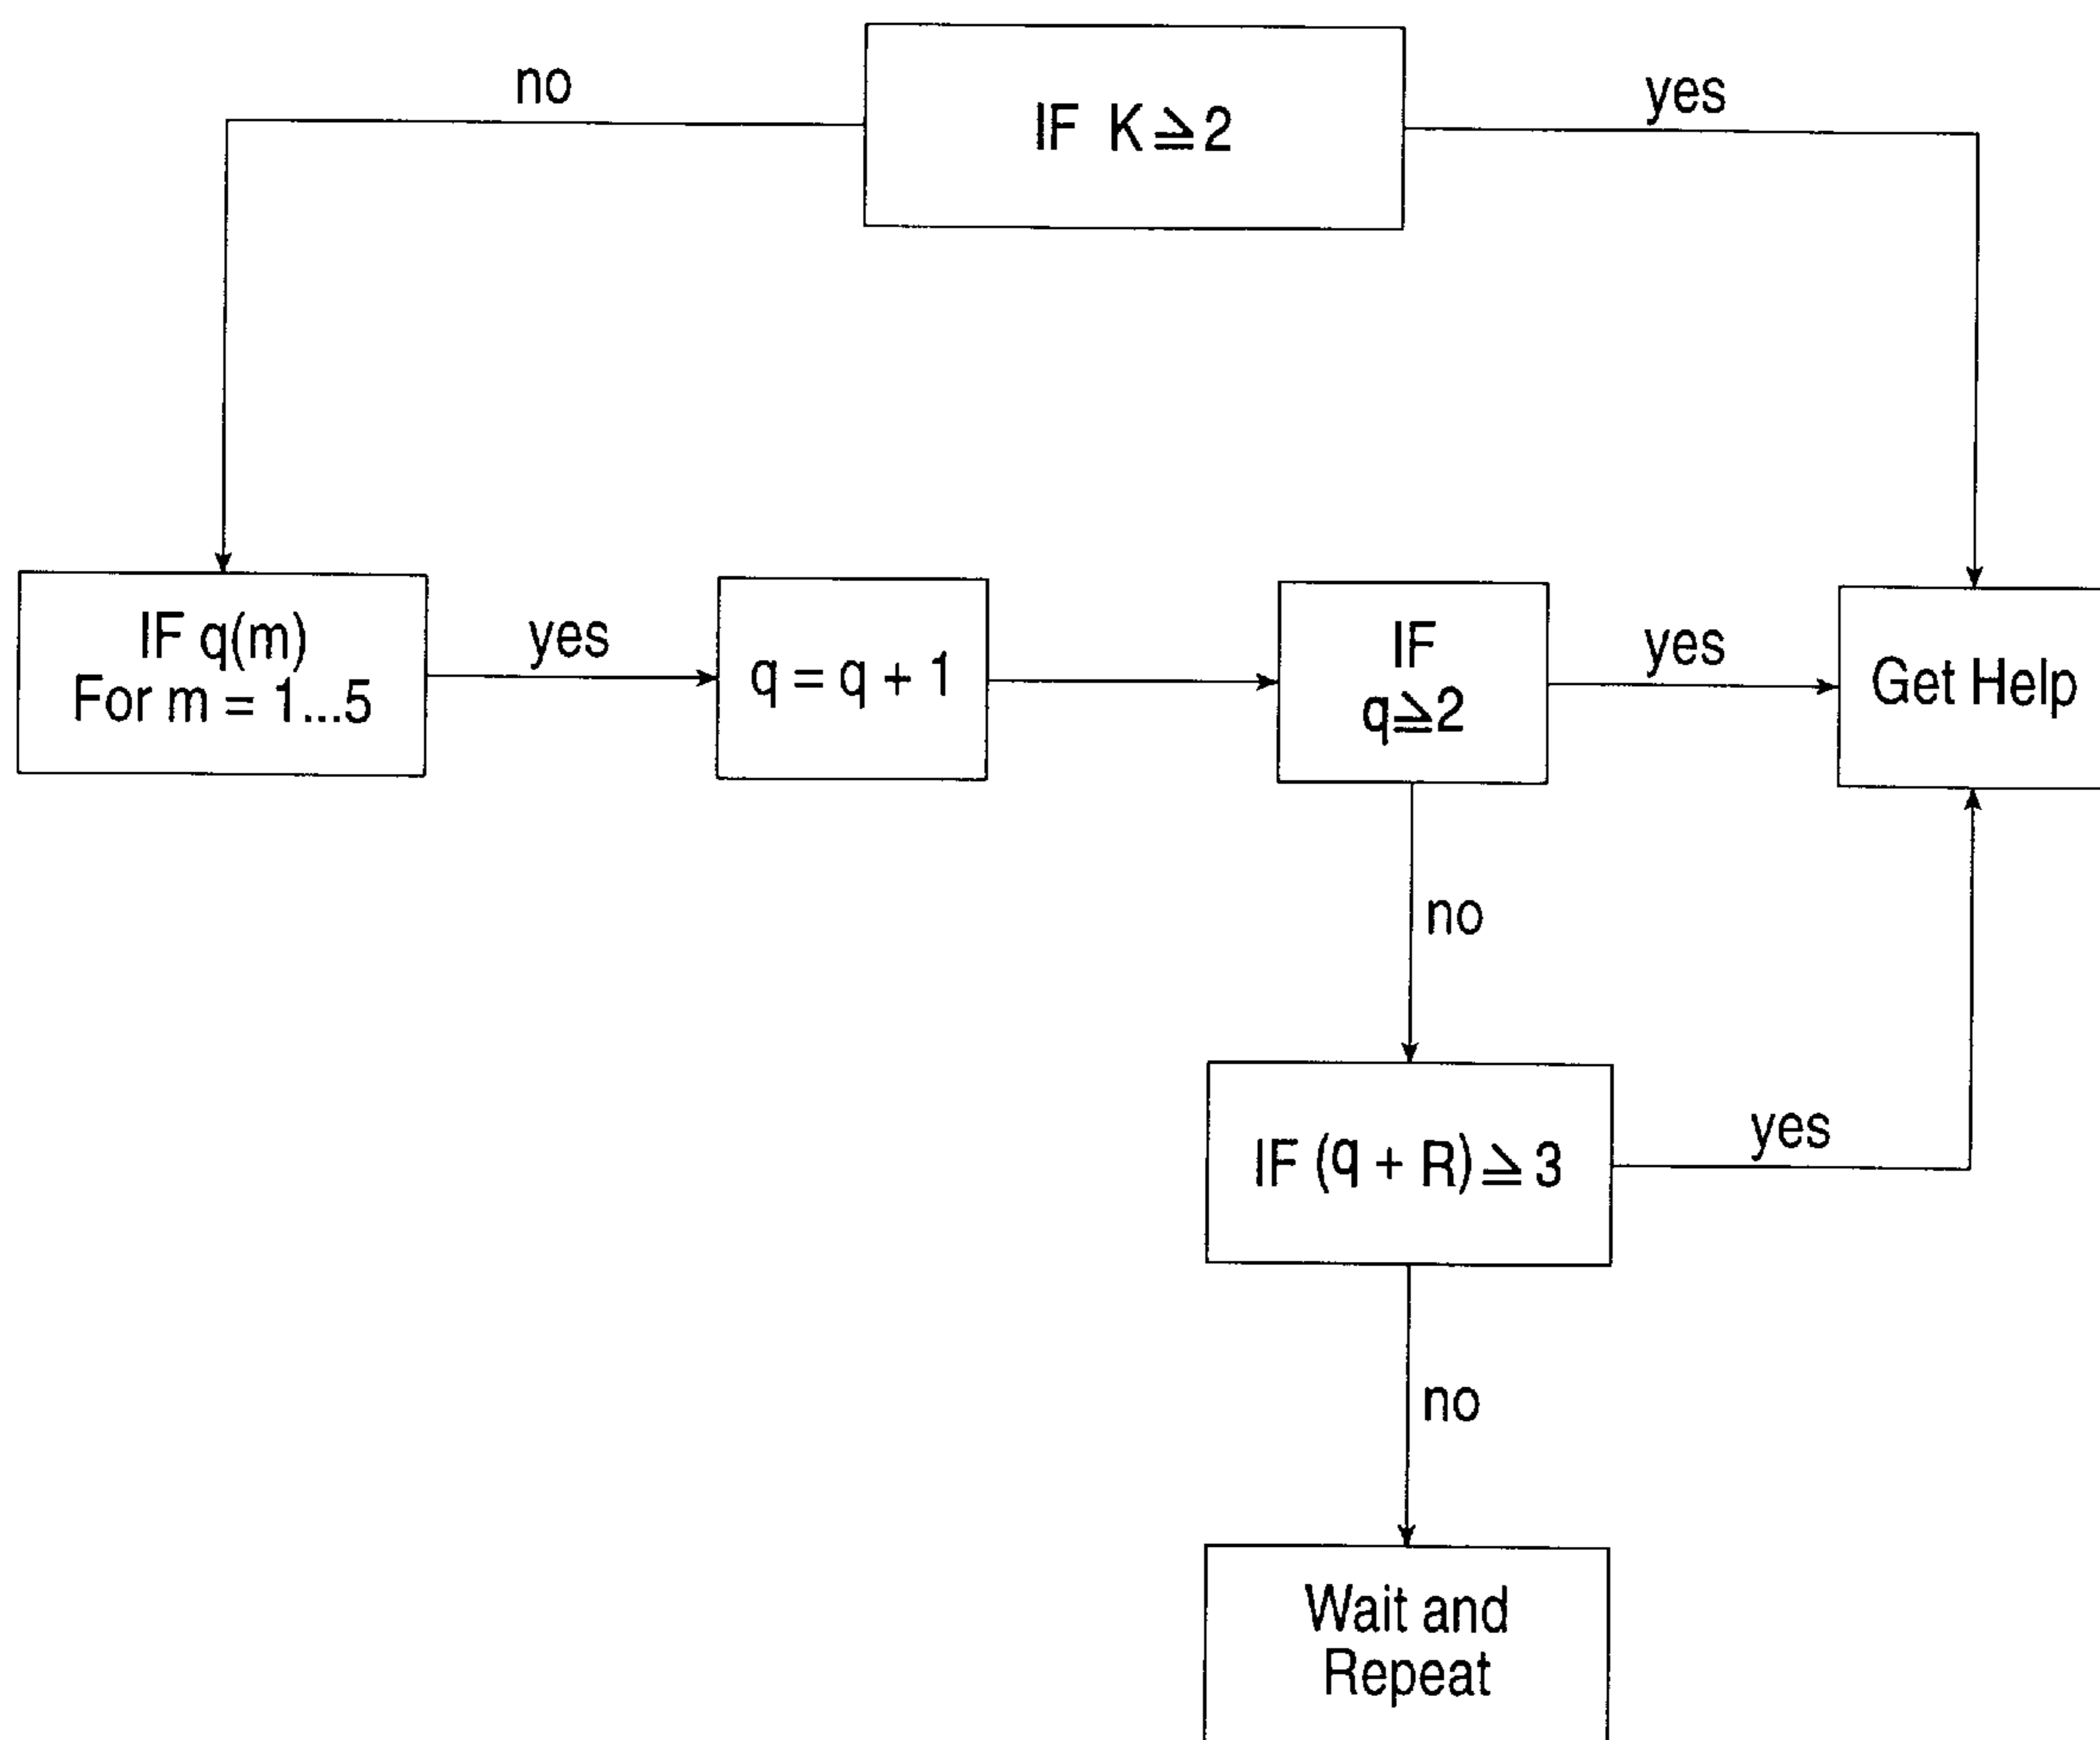 no
IF K ≧ 2
yes
IF q(m)
For m = 1...5
yes
q = q + 1
IF
q≧2
yes
Get Help
no
IF (q + R) ≧ 3
yes
no
Wait and
Repeat